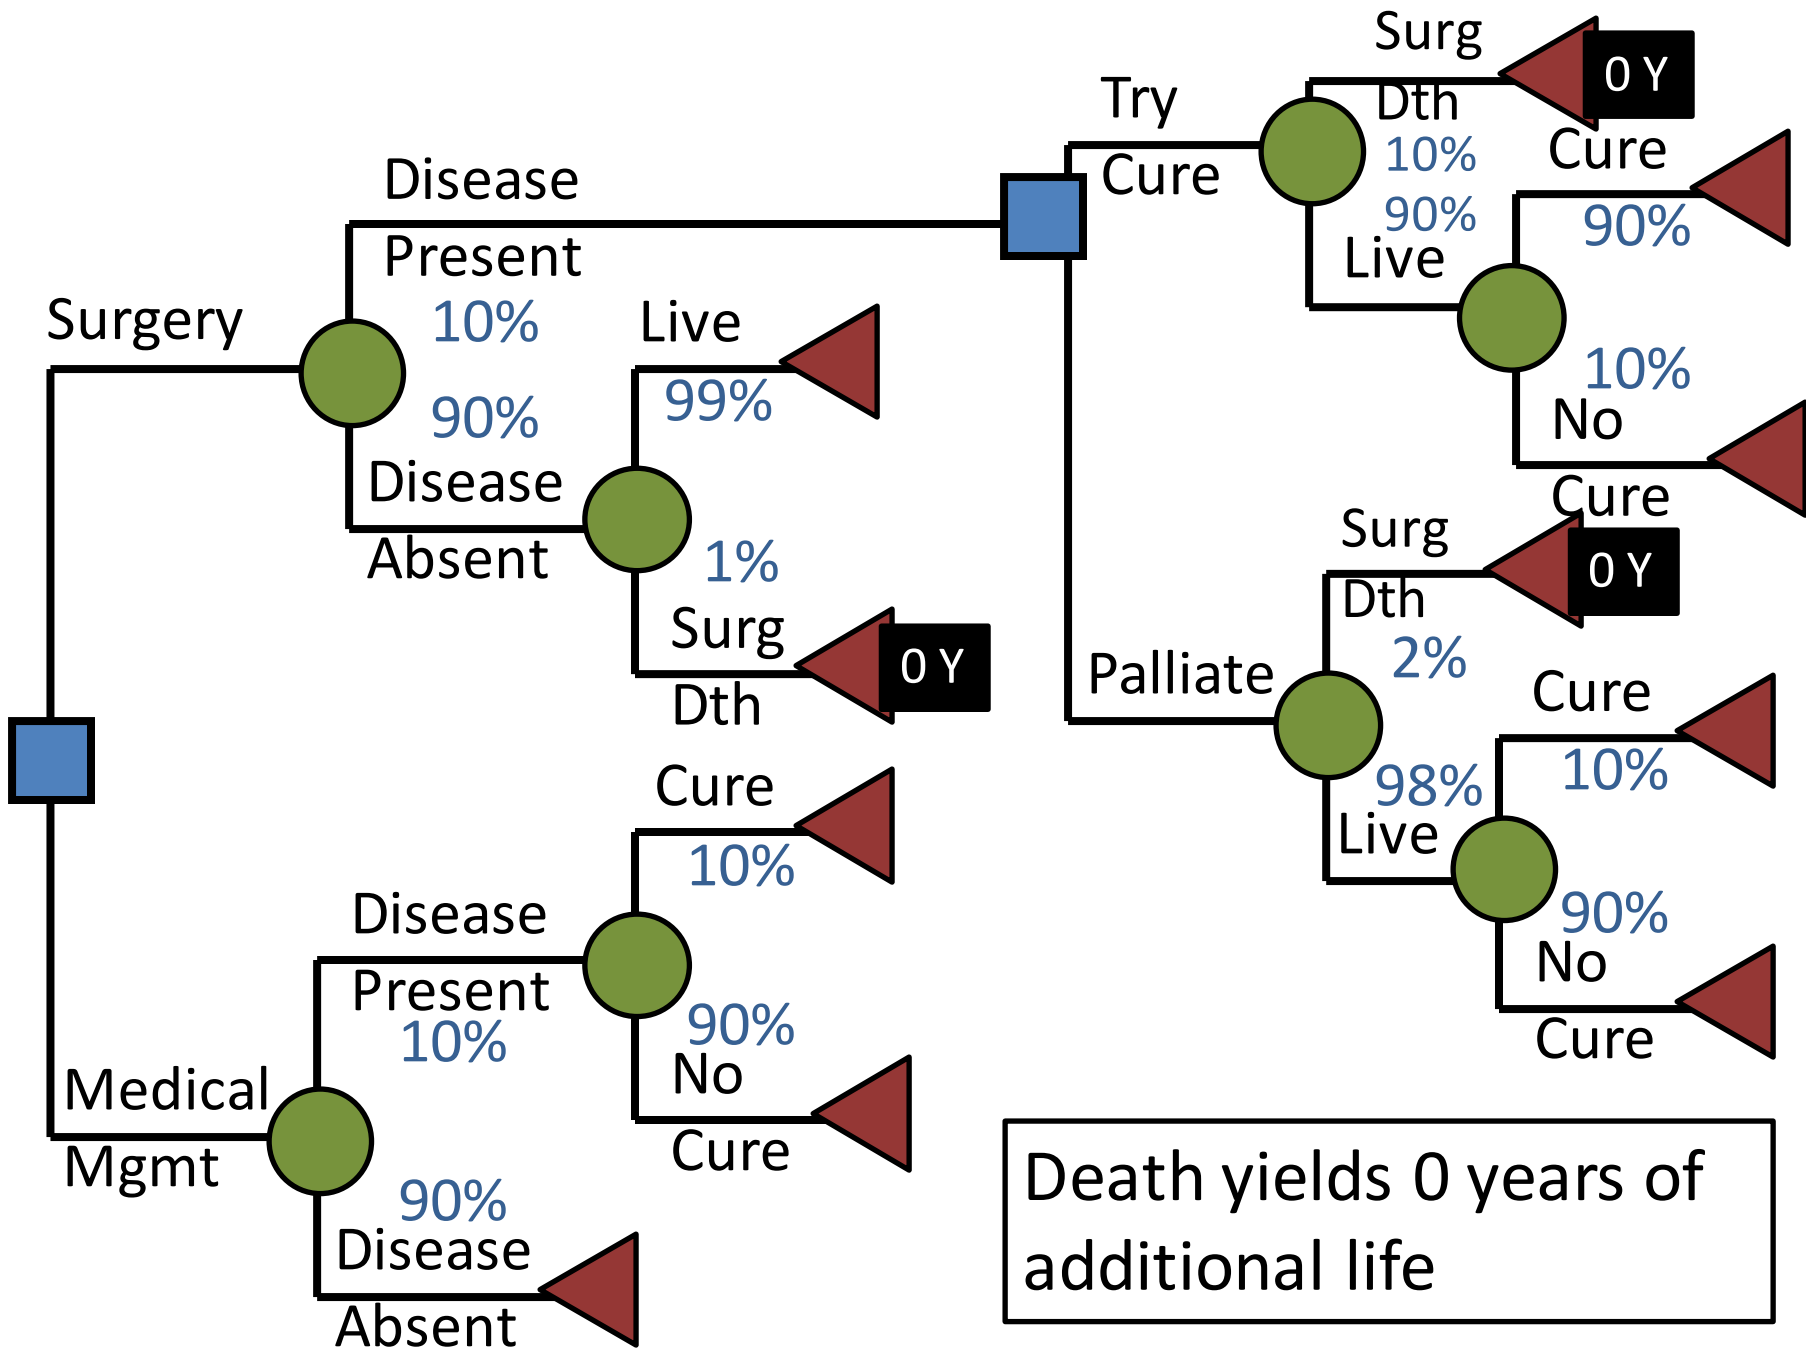 Surgery
Disease
Present
10%
90%
Disease
Absent
Live
99%
1%
Surg
Dth
0 Y
Try
Cure
Surg
Dth
10%
0 Y
90%
Live
Cure
90%
10%
No
Cure
Palliate
Surg
Dth
2%
0 Y
98%
Live
Cure
10%
90%
No
Cure
Medical
Mgmt
Disease
Present
10%
Cure
10%
90%
No
Cure
90%
Disease
Absent
Death yields 0 years of
additional life